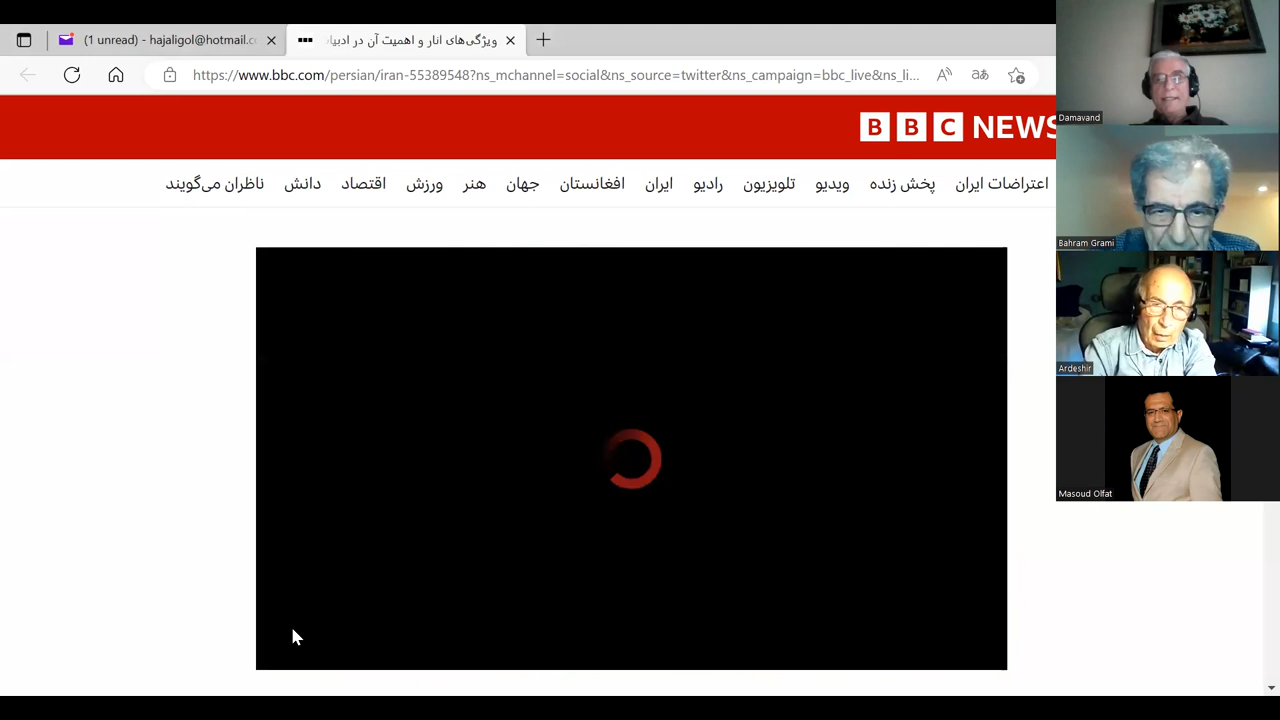 (1 unread) - hajaligol@hotmail.c
ویژگی‌های انار و اهمیت آن در ادبیا
https://www.bbc.com/persian/iran-55389548?ns_mchannel=social&ns_source=twitter&ns_campaign=bbc_live&ns_li...
BBC NEWS
اعتراضات ایران پخش زنده ویدیو تلویزیون رادیو ایران افغانستان جهان هنر ورزش اقتصاد دانش ناظران می‌گویند
Damavand
Bahram Grami
Ardeshir
Masoud Olfat